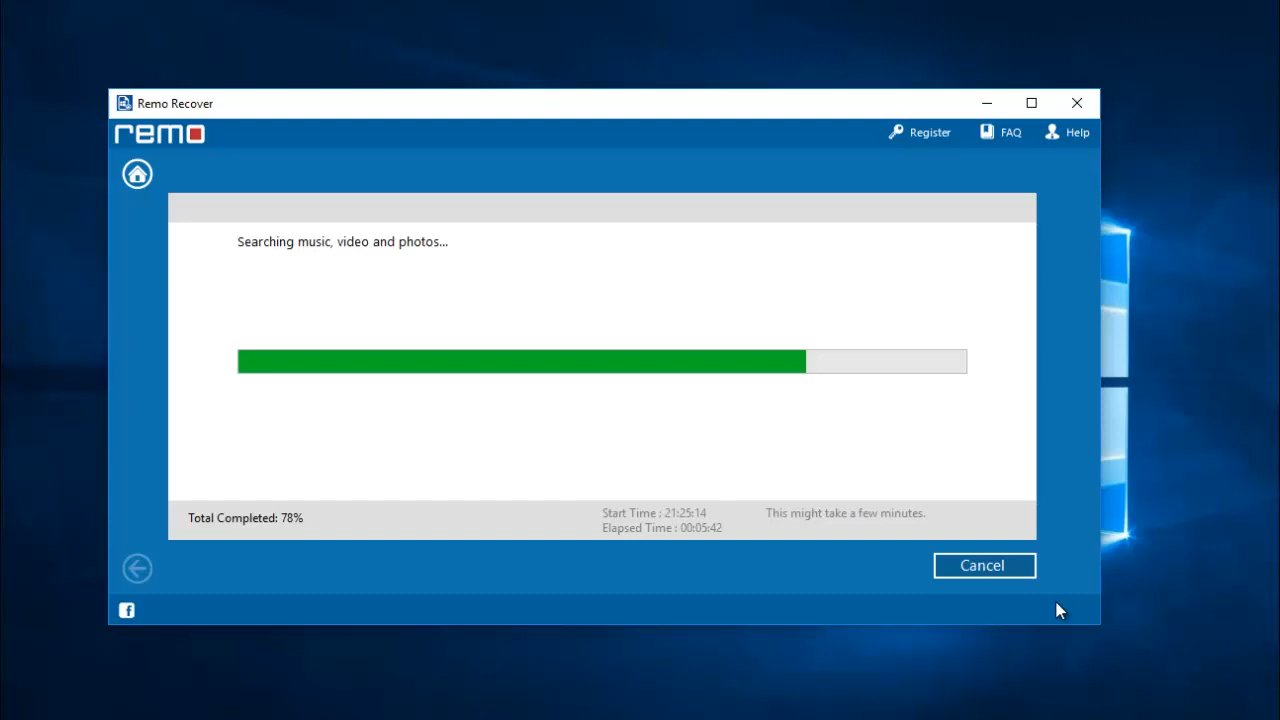 Remo Recover
remo
Register FAQ Help
Searching music, video and photos...
Total Completed: 78%
Start Time : 21:25:14
Elapsed Time : 00:05:42
This might take a few minutes.
Cancel
f